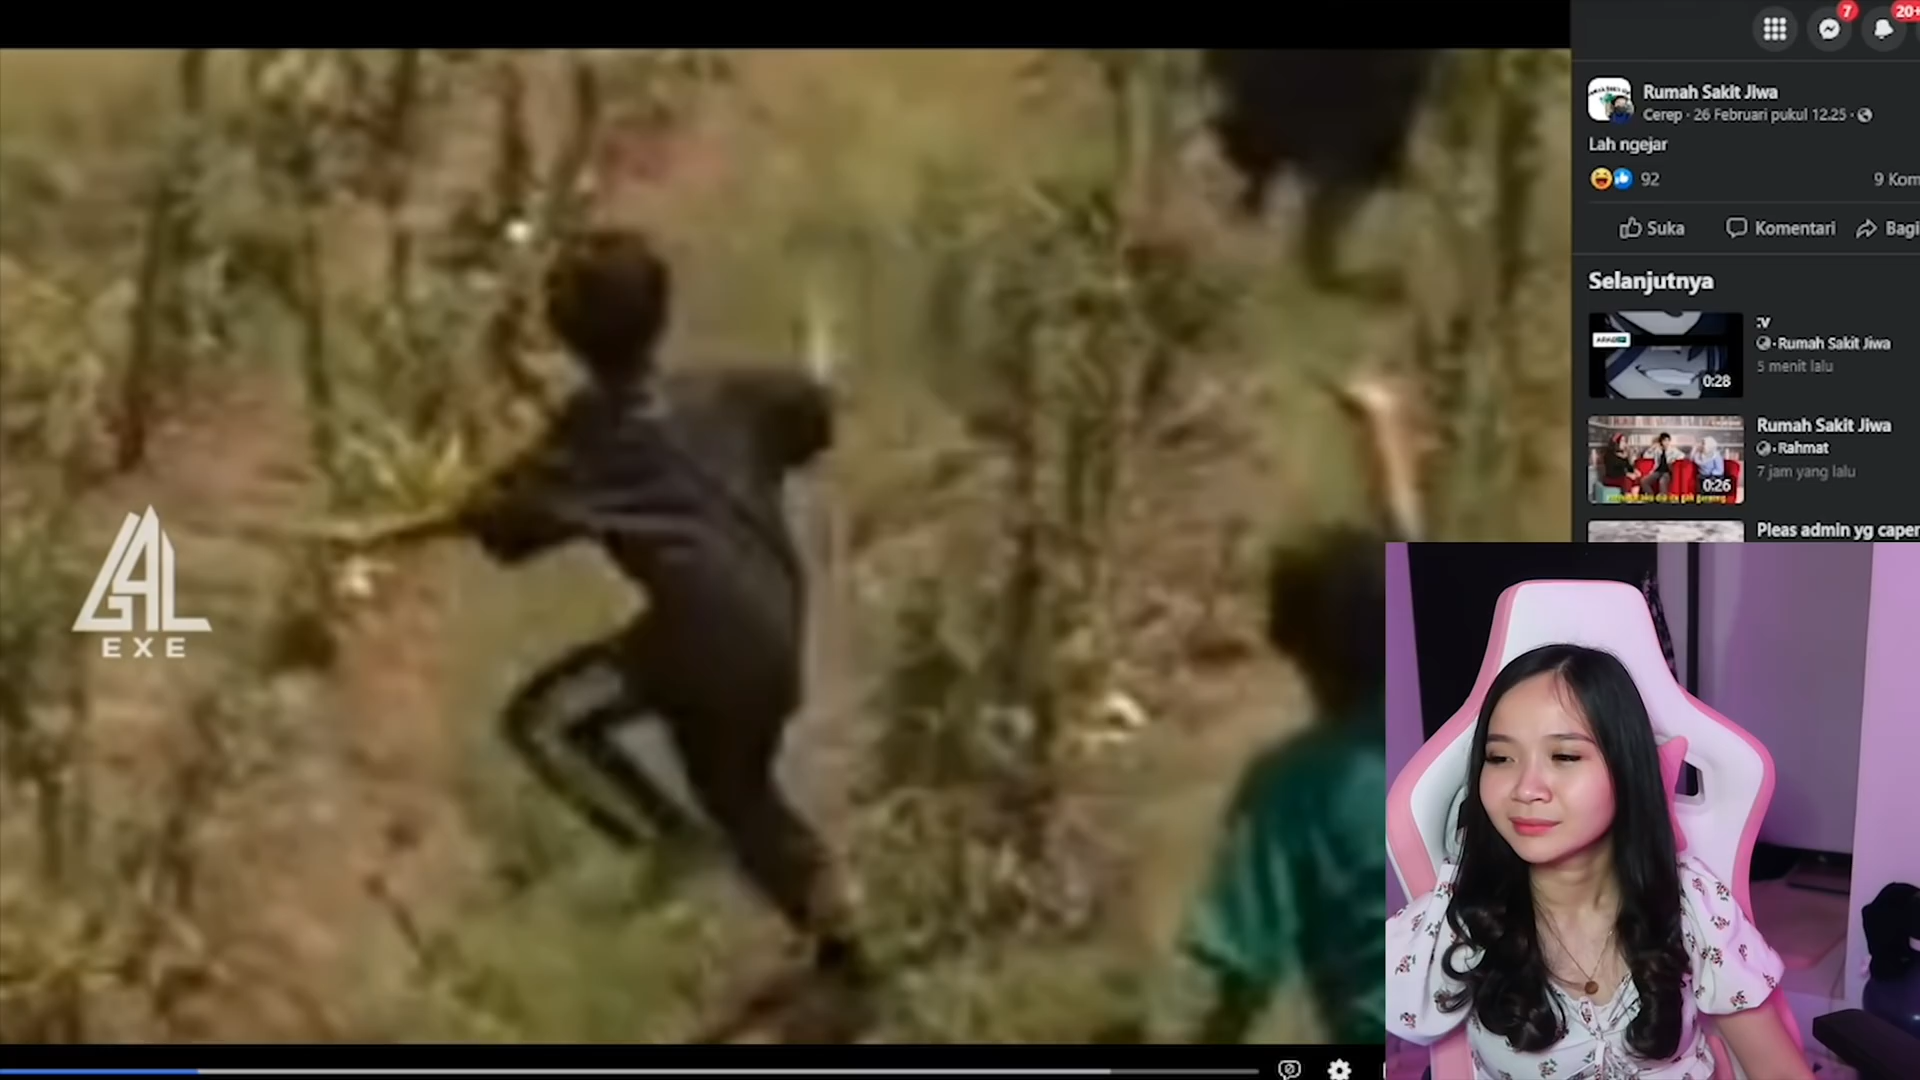 GAL
EXE
7
20+
Rumah Sakit Jiwa
Cerep · 26 Februari pukul 12.25 ·
Lah ngejar
92
9 Kom
Suka
Komentari
Bagi
Selanjutnya
:v
Rumah Sakit Jiwa
5 menit lalu
0:28
Rumah Sakit Jiwa
Rahmat
7 jam yang lalu
0:26
Pleas admin yg caper